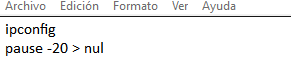 Archivo Edición Formato Ver Ayuda
ipconfig
pause -20 > nul